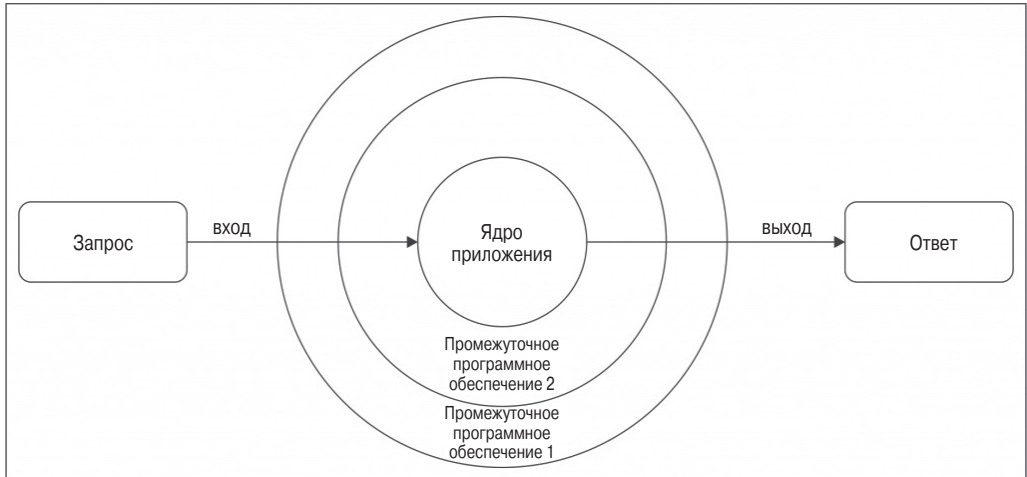 Запрос
вход
Ядро
приложения
выход
Ответ
Промежуточное
программное
обеспечение 2
Промежуточное
программное
обеспечение 1